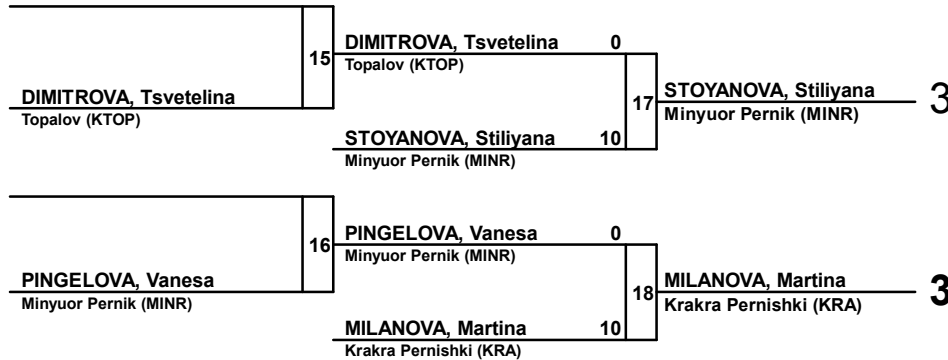 15
DIMITROVA, Tsvetelina 0
Topalov (KTOP)
DIMITROVA, Tsvetelina
Topalov (KTOP)
17
STOYANOVA, Stiliyana
Minyuor Pernik (MINR)
3
STOYANOVA, Stiliyana 10
Minyuor Pernik (MINR)
16
PINGELOVA, Vanesa 0
Minyuor Pernik (MINR)
PINGELOVA, Vanesa
Minyuor Pernik (MINR)
18
MILANOVA, Martina
Krakra Pernishki (KRA)
3
MILANOVA, Martina 10
Krakra Pernishki (KRA)